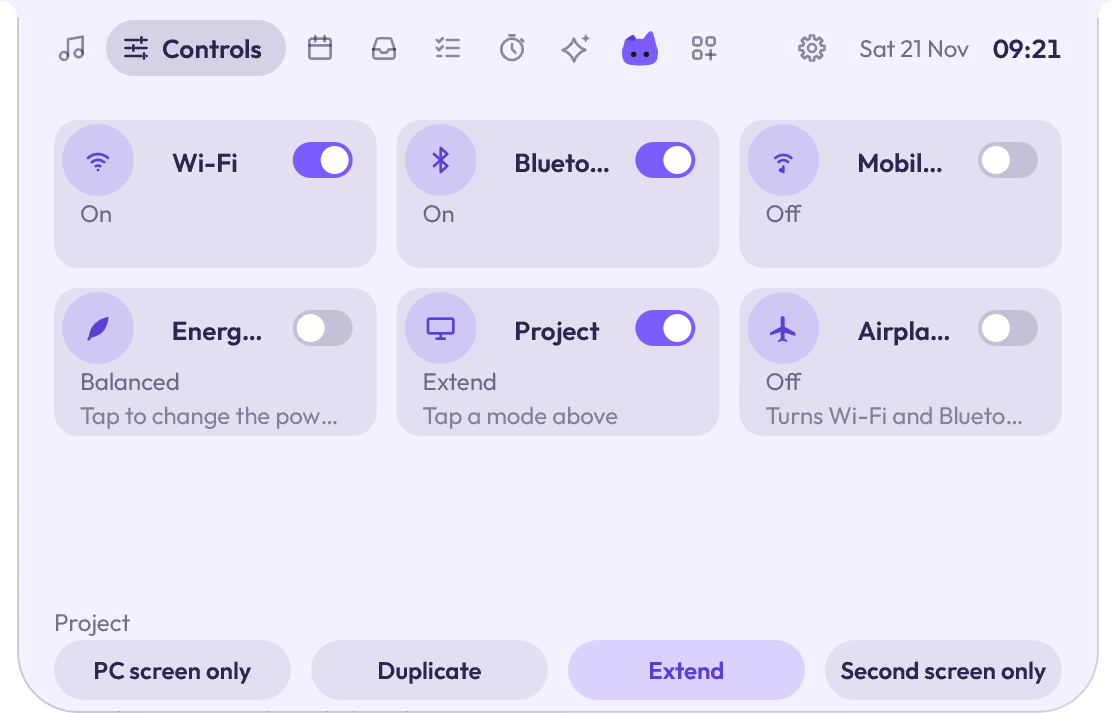 Controls
Sat 21 Nov 09:21
Wi-Fi
On
Blueto...
On
Mobil...
Off
Energ...
Balanced
Tap to change the pow...
Project
Extend
Tap a mode above
Airpla...
Off
Turns Wi-Fi and Blueto...
Project
PC screen only
Duplicate
Extend
Second screen only